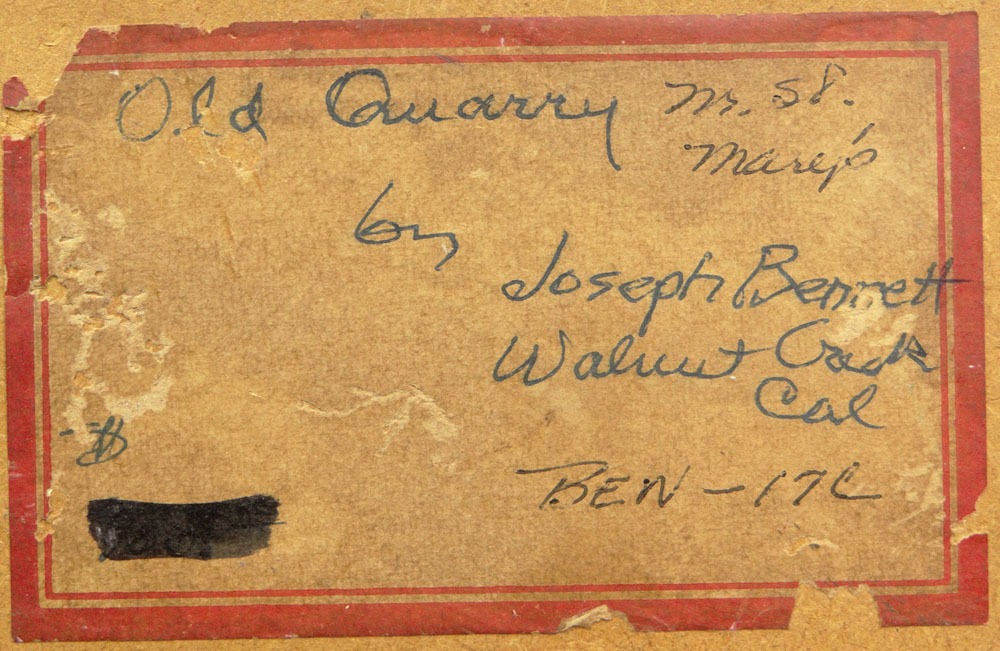 Old Quarry nr. St.
Mary's
by
Joseph Bennett
Walnut Creek
Cal
$
BEN - 17C